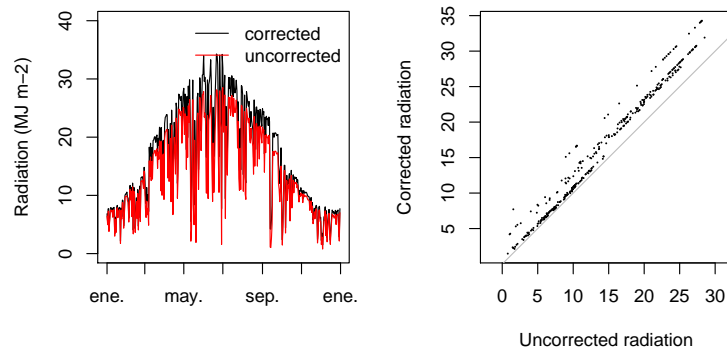 Radiation (MJ m−2)
0 10 20 30 40
corrected
uncorrected
ene. may. sep. ene.
Corrected radiation
5 10 15 20 25 30 35
0 5 10 15 20 25 30
Uncorrected radiation